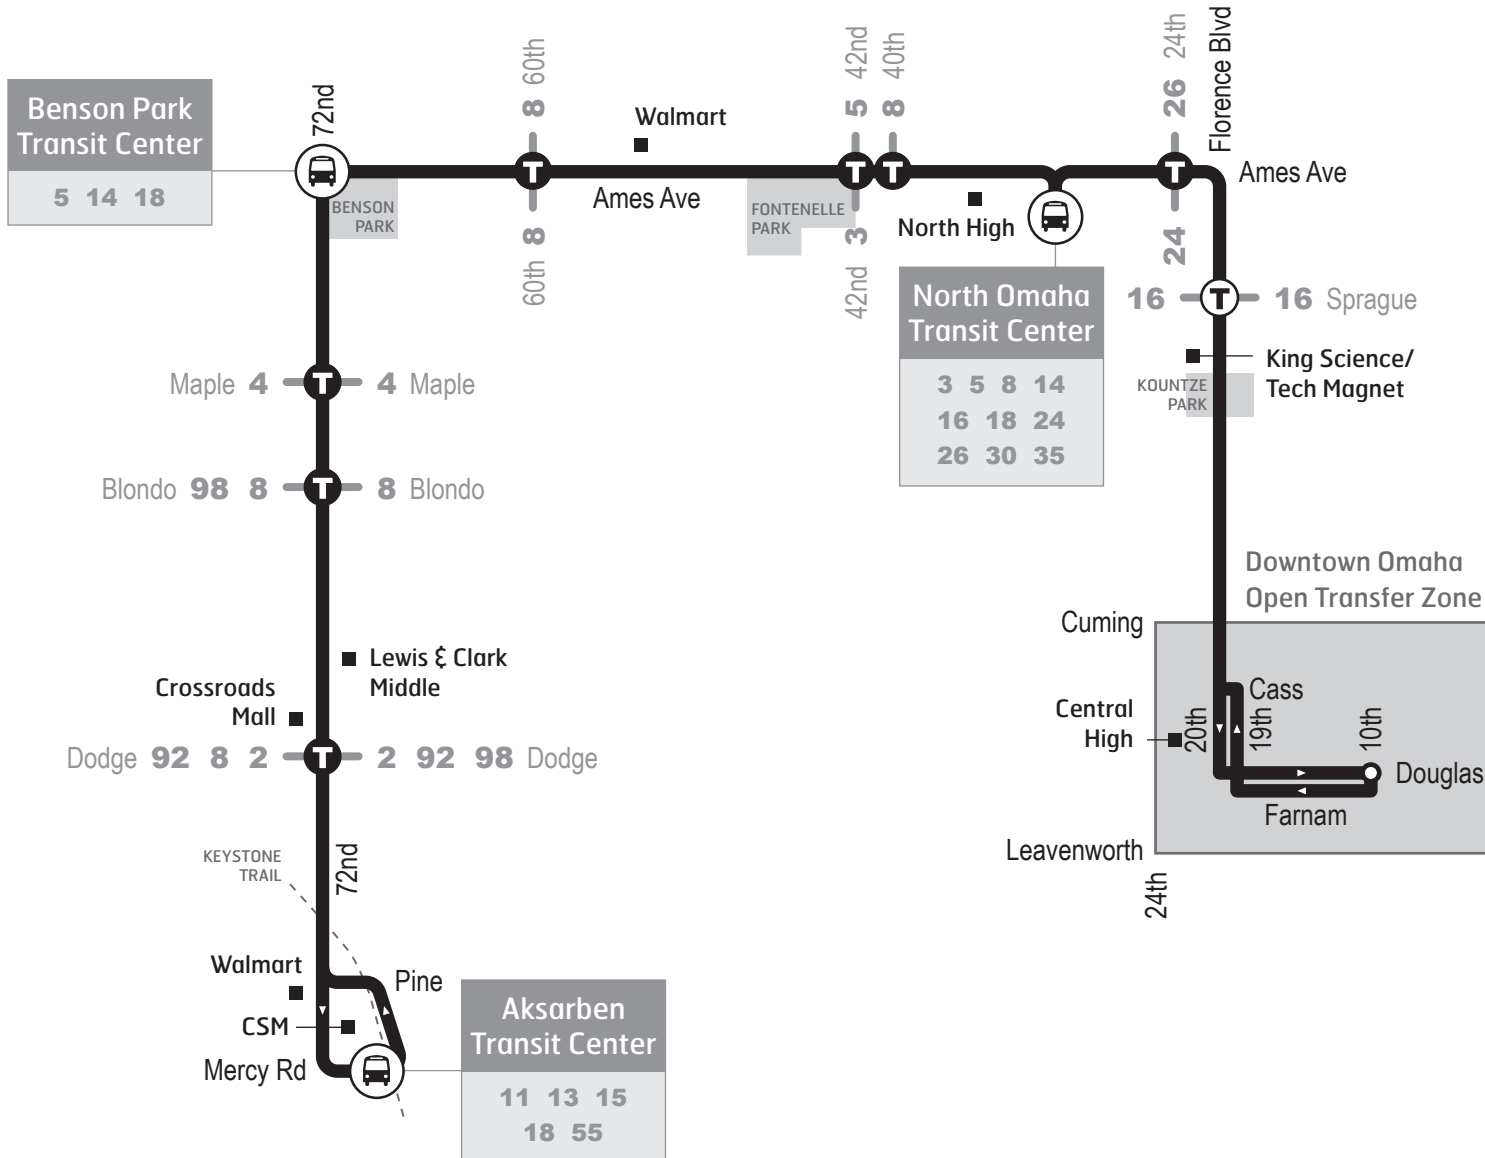 Benson Park
Transit Center
5 14 18
72nd
8 60th
60th 8
BENSON
PARK
Walmart
Ames Ave
FONTENELLE
PARK
5 42nd
42nd 3
8 40th
North High
North Omaha
Transit Center
3 5 8 14
16 18 24
26 30 35
26 24th
24
Florence Blvd
Ames Ave
16 16 Sprague
King Science/
Tech Magnet
KOUNTZE
PARK
Maple 4 4 Maple
Blondo 98 8 8 Blondo
Lewis & Clark
Middle
Crossroads
Mall
Dodge 92 8 2 2 92 98 Dodge
KEYSTONE
TRAIL
72nd
Walmart
Pine
CSM
Mercy Rd
Aksarben
Transit Center
11 13 15
18 55
Downtown Omaha
Open Transfer Zone
Cuming
Cass
Central
High
20th
19th
10th
Douglas
Farnam
Leavenworth
24th
T
T
T
T
T
T
T
T